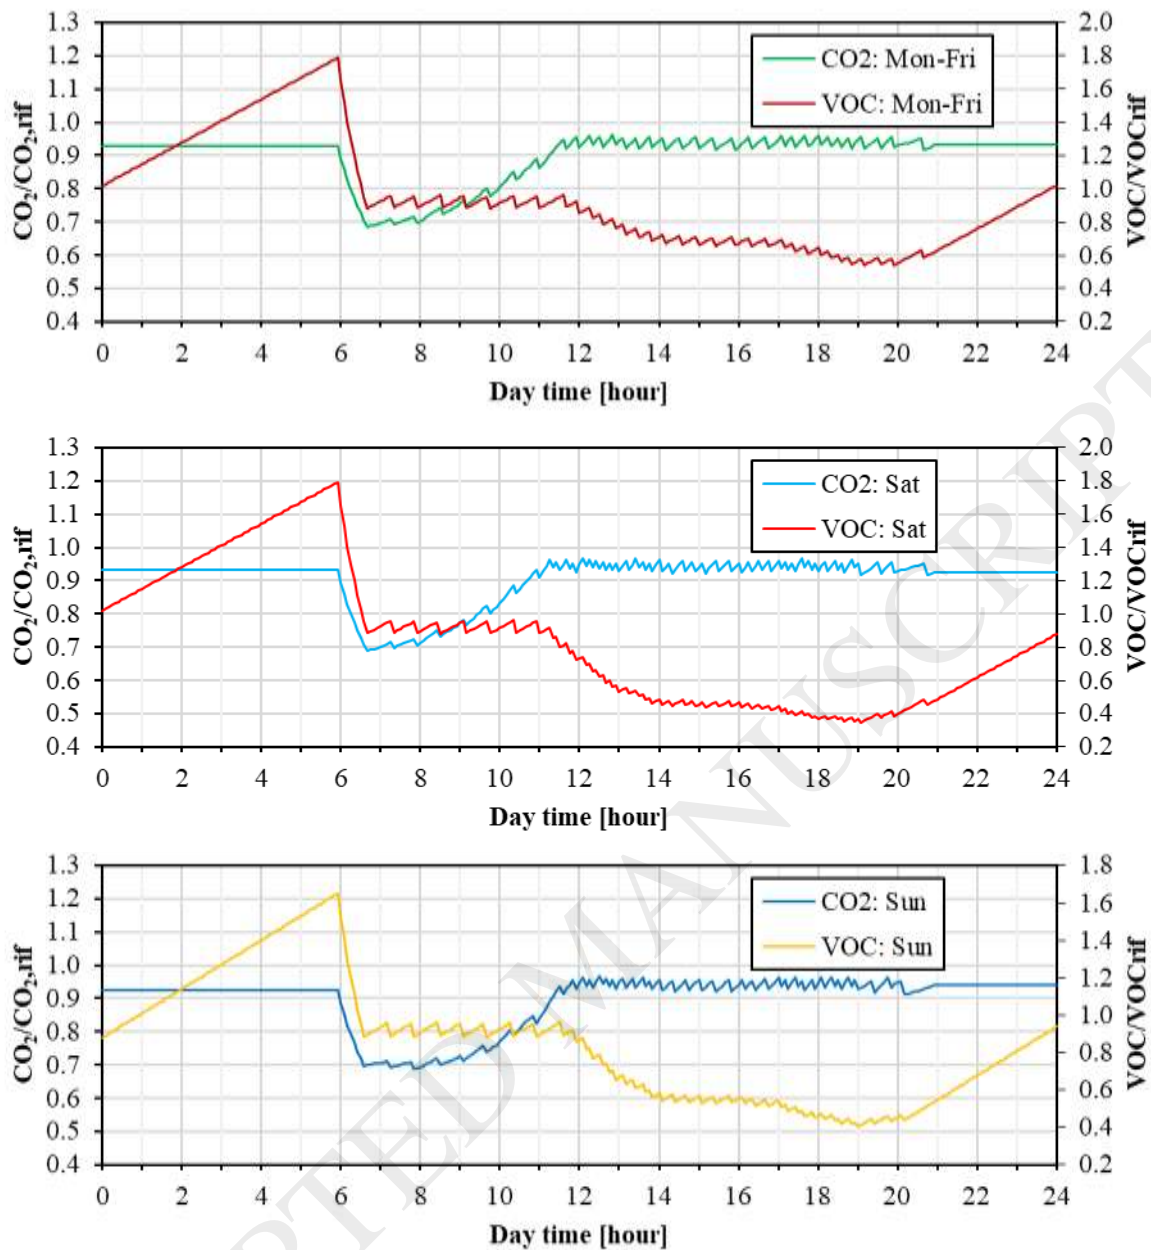 1.3 2.0
1.2 1.8
1.1 1.6
1.0 1.4
0.9 1.2
0.8 1.0
0.7 0.8
0.6 0.6
0.5 0.4
0.4 0.2
CO₂/CO₂,rif
VOC/VOCrif
CO2: Mon-Fri
VOC: Mon-Fri
0 2 4 6 8 10 12 14 16 18 20 22 24
Day time [hour]
1.3 2.0
1.2 1.8
1.1 1.6
1.0 1.4
0.9 1.2
0.8 1.0
0.7 0.8
0.6 0.6
0.5 0.4
0.4 0.2
CO₂/CO₂,rif
VOC/VOCrif
CO2: Sat
VOC: Sat
0 2 4 6 8 10 12 14 16 18 20 22 24
Day time [hour]
1.3 1.8
1.2 1.6
1.1 1.4
1.0 1.2
0.9 1.0
0.8 0.8
0.7 0.6
0.6 0.4
0.5 0.2
0.4
CO₂/CO₂,rif
VOC/VOCrif
CO2: Sun
VOC: Sun
0 2 4 6 8 10 12 14 16 18 20 22 24
Day time [hour]
PTED MANUSCRIPT